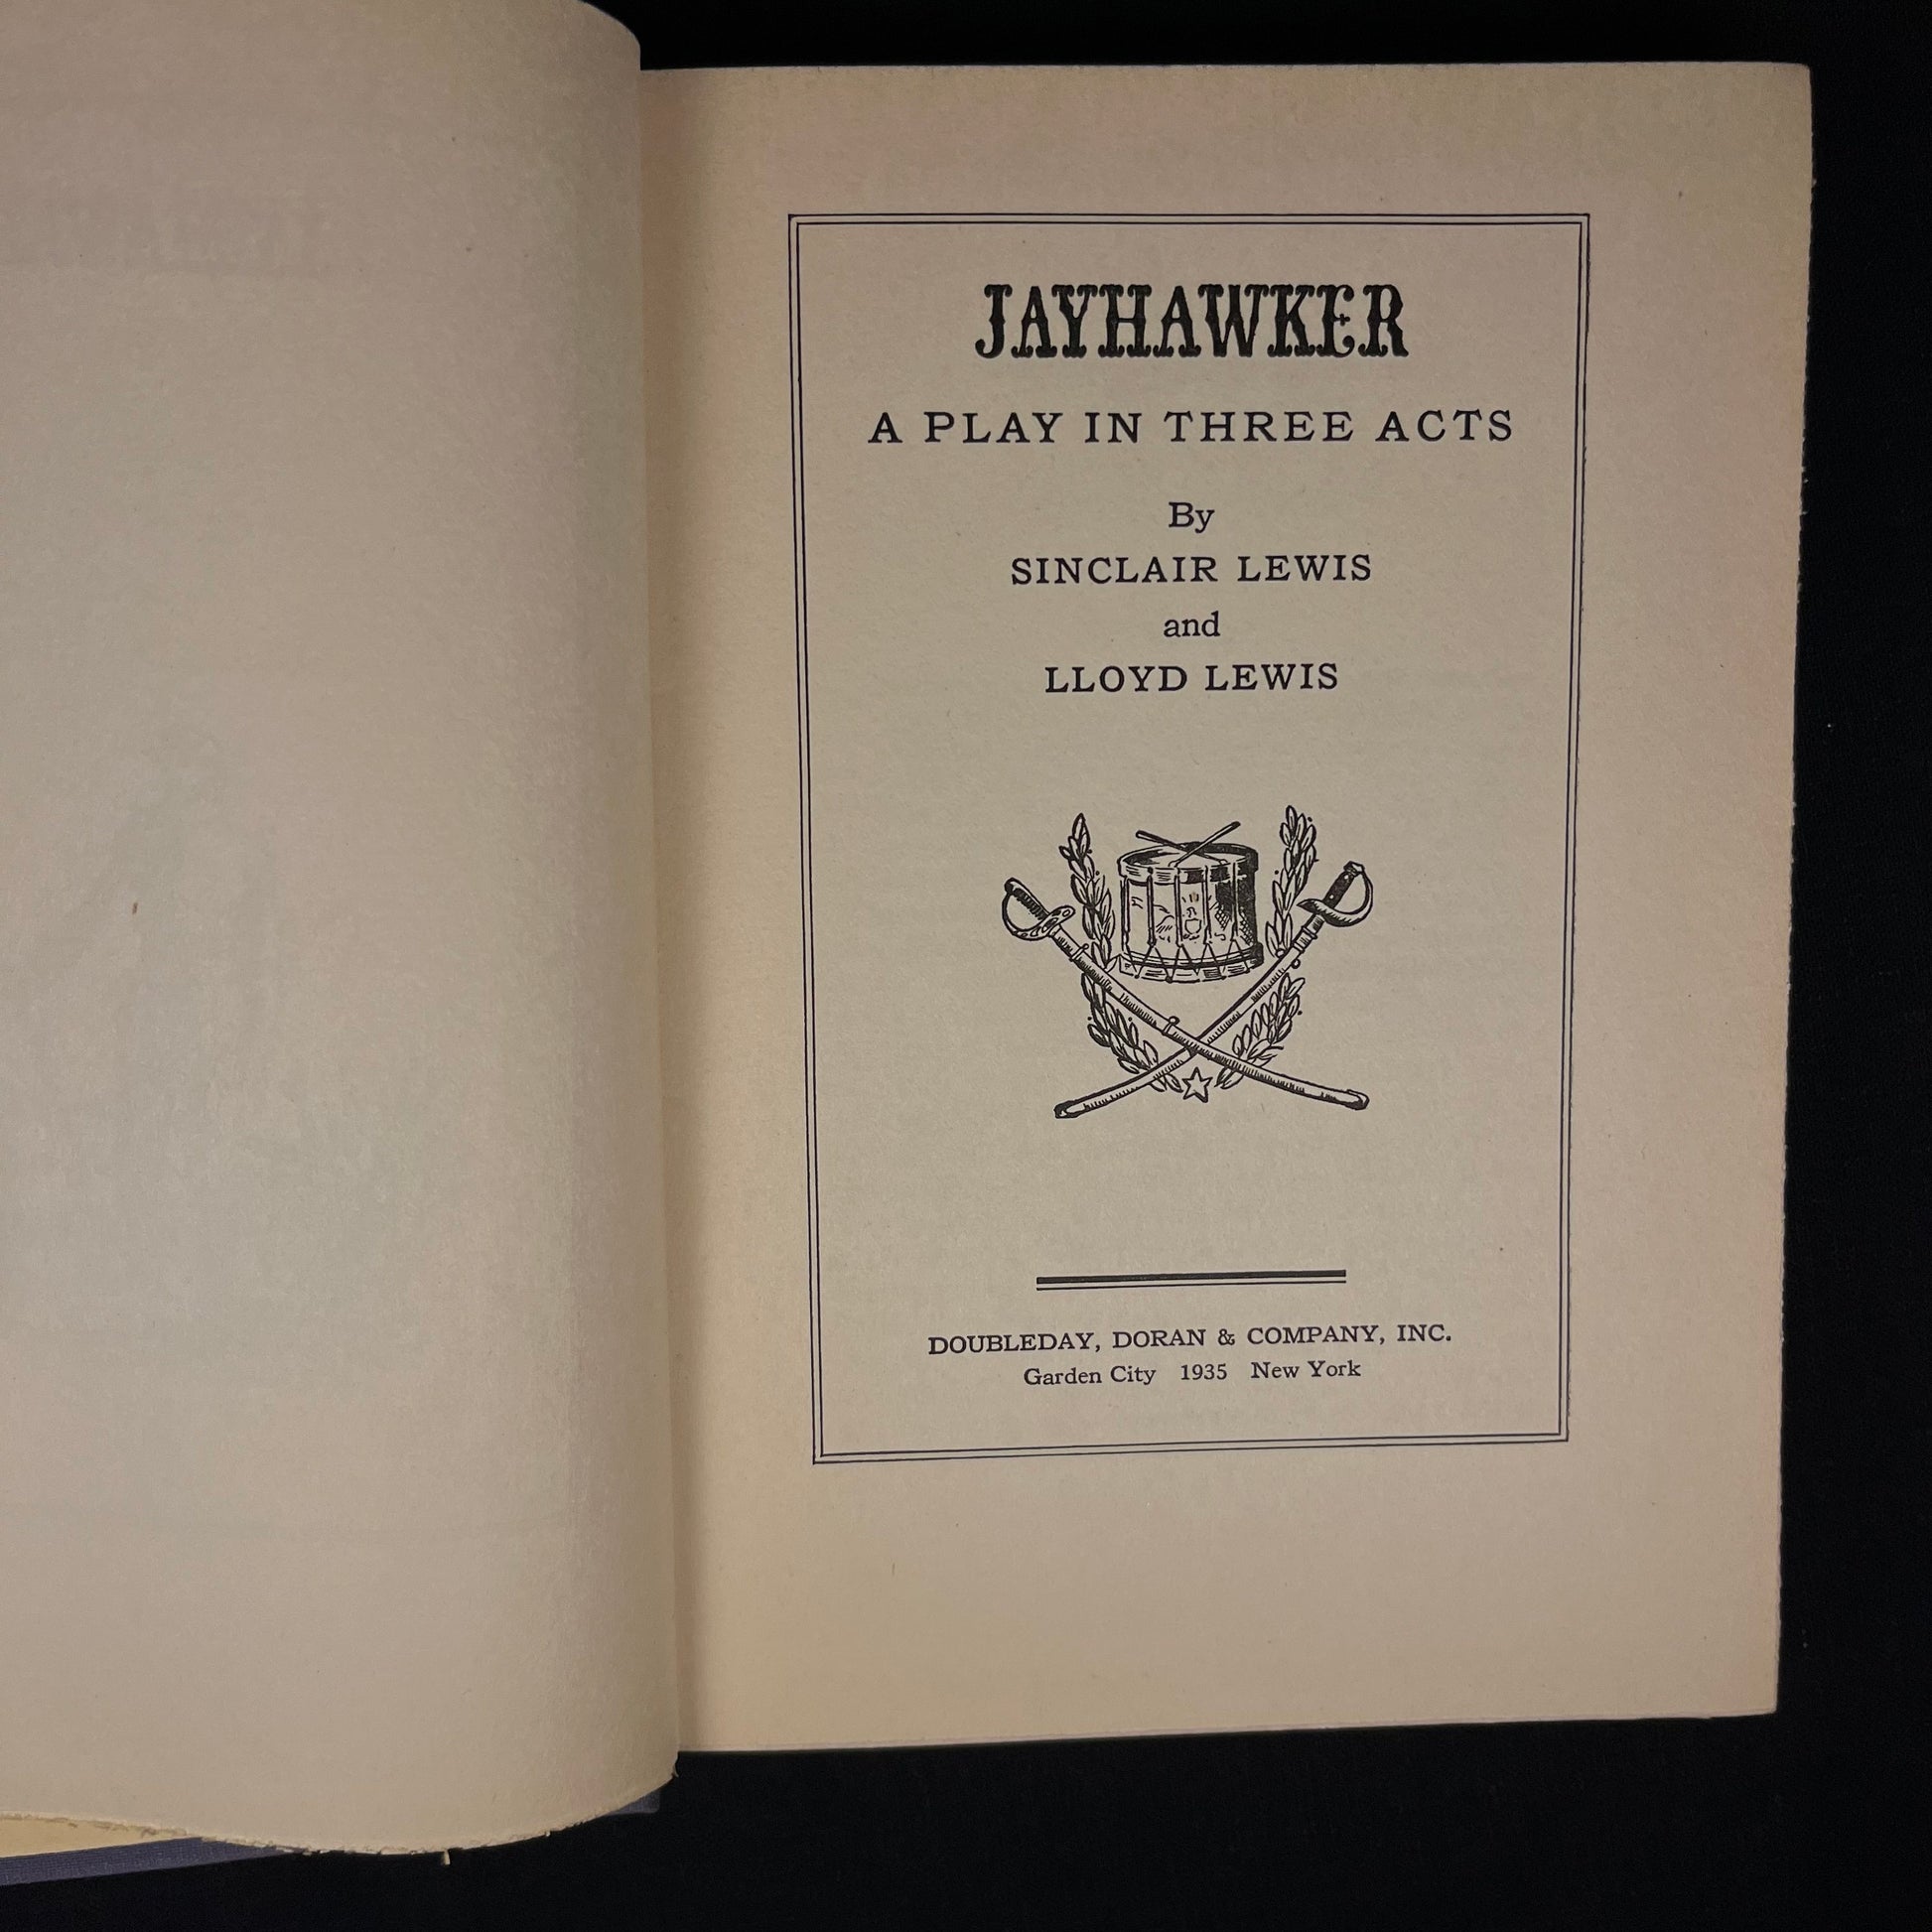 JAYHAWKER
A PLAY IN THREE ACTS
By
SINCLAIR LEWIS
and
LLOYD LEWIS
DOUBLEDAY, DORAN & COMPANY, INC.
Garden City 1935 New York